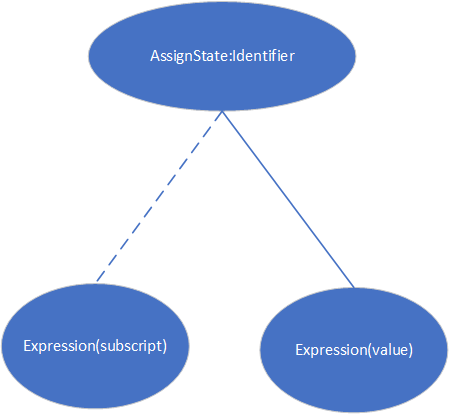 AssignState:Identifier
Expression(subscript)
Expression(value)